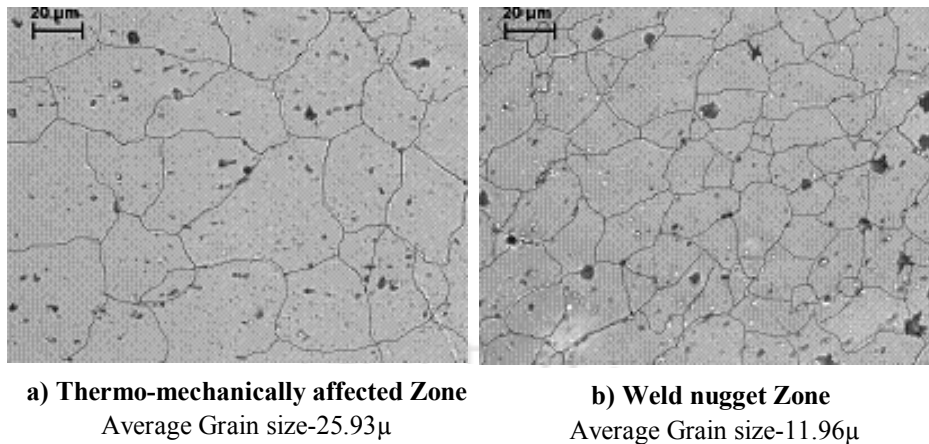 20 µm
20 µm
a) Thermo-mechanically affected Zone
Average Grain size-25.93µ
b) Weld nugget Zone
Average Grain size-11.96µ